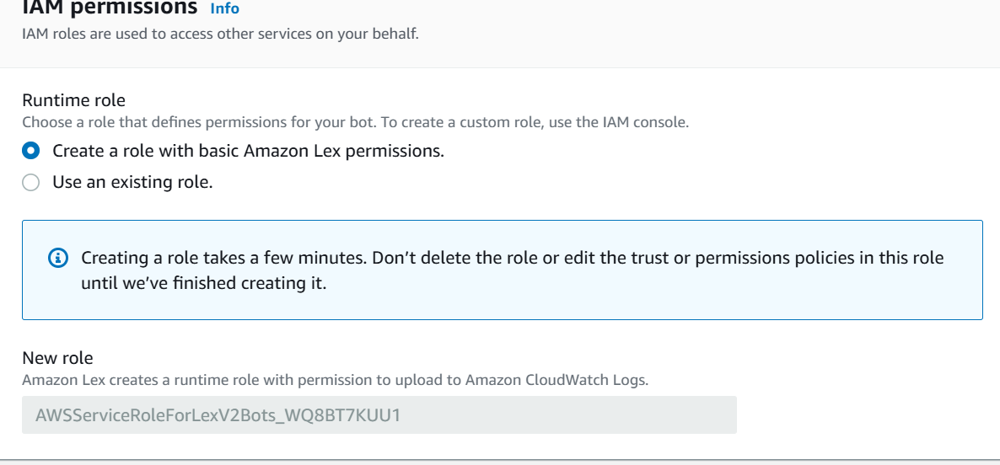 IAM permissions Info
IAM roles are used to access other services on your behalf.
Runtime role
Choose a role that defines permissions for your bot. To create a custom role, use the IAM console.
Create a role with basic Amazon Lex permissions.
Use an existing role.
Creating a role takes a few minutes. Don’t delete the role or edit the trust or permissions policies in this role
until we’ve finished creating it.
New role
Amazon Lex creates a runtime role with permission to upload to Amazon CloudWatch Logs.
AWSServiceRoleForLexV2Bots_WQ8BT7KUU1